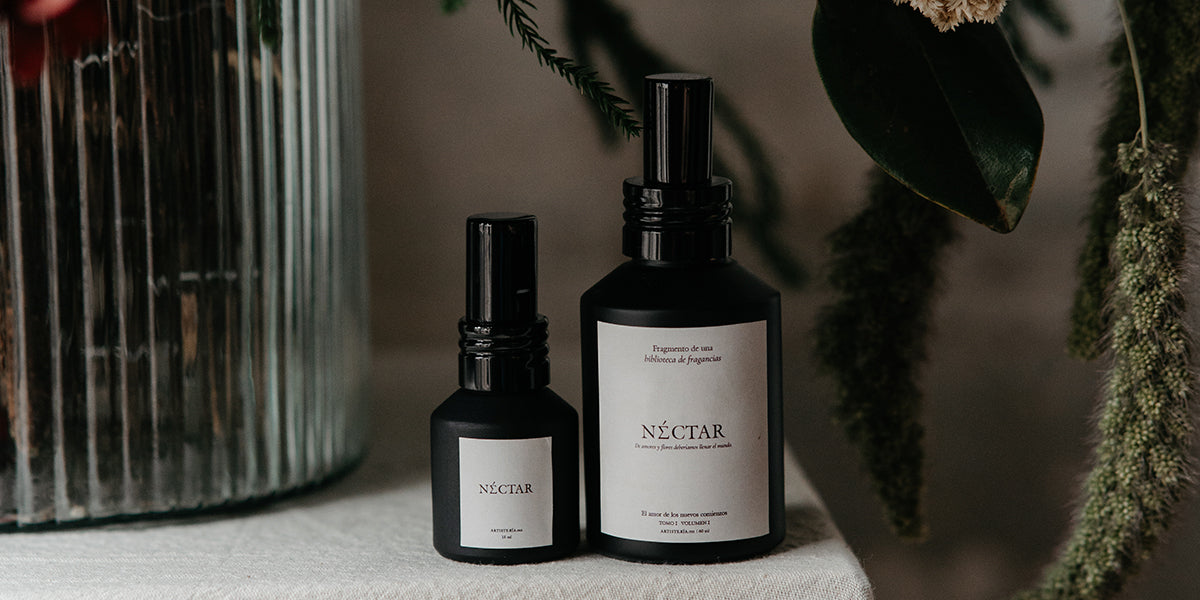 NÉCTAR
ARTISTERÍA.mx
15 ml
Fragmento de una
biblioteca de fragancias
NÉCTAR
De amores y flores deberíamos llenar el mundo.
El amor de los nuevos comienzos
TOMO I VOLUMEN I
ARTISTERÍA.mx / 60 ml